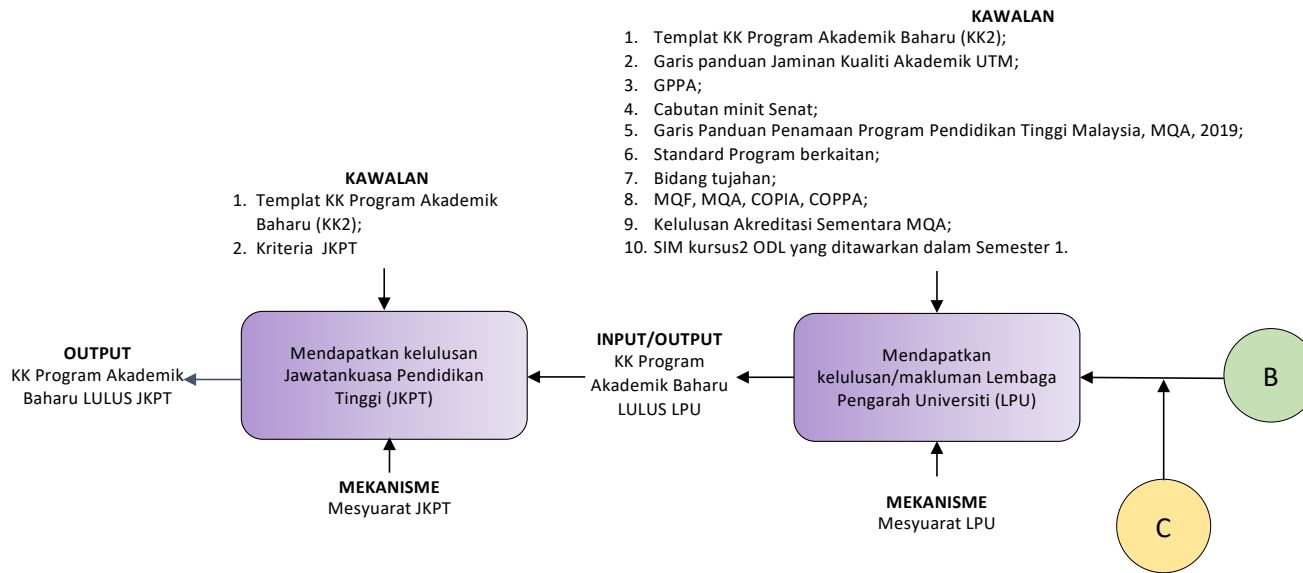 KAWALAN
1. Templat KK Program Akademik Baharu (KK2);
2. Garis panduan Jaminan Kualiti Akademik UTM;
3. GPPA;
4. Cabutan minit Senat;
5. Garis Panduan Penamaan Program Pendidikan Tinggi Malaysia, MQA, 2019;
6. Standard Program berkaitan;
7. Bidang tujahan;
8. MQF, MQA, COPIA, COPPA;
9. Kelulusan Akreditasi Sementara MQA;
10. SIM kursus2 ODL yang ditawarkan dalam Semester 1.
KAWALAN
1. Templat KK Program Akademik
Baharu (KK2);
2. Kriteria JKPT
OUTPUT
KK Program Akademik
Baharu LULUS JKPT
Mendapatkan kelulusan
Jawatankuasa Pendidikan
Tinggi (JKPT)
INPUT/OUTPUT
KK Program
Akademik Baharu
LULUS LPU
Mendapatkan
kelulusan/makluman Lembaga
Pengarah Universiti (LPU)
B
MEKANISME
Mesyuarat JKPT
MEKANISME
Mesyuarat LPU
C